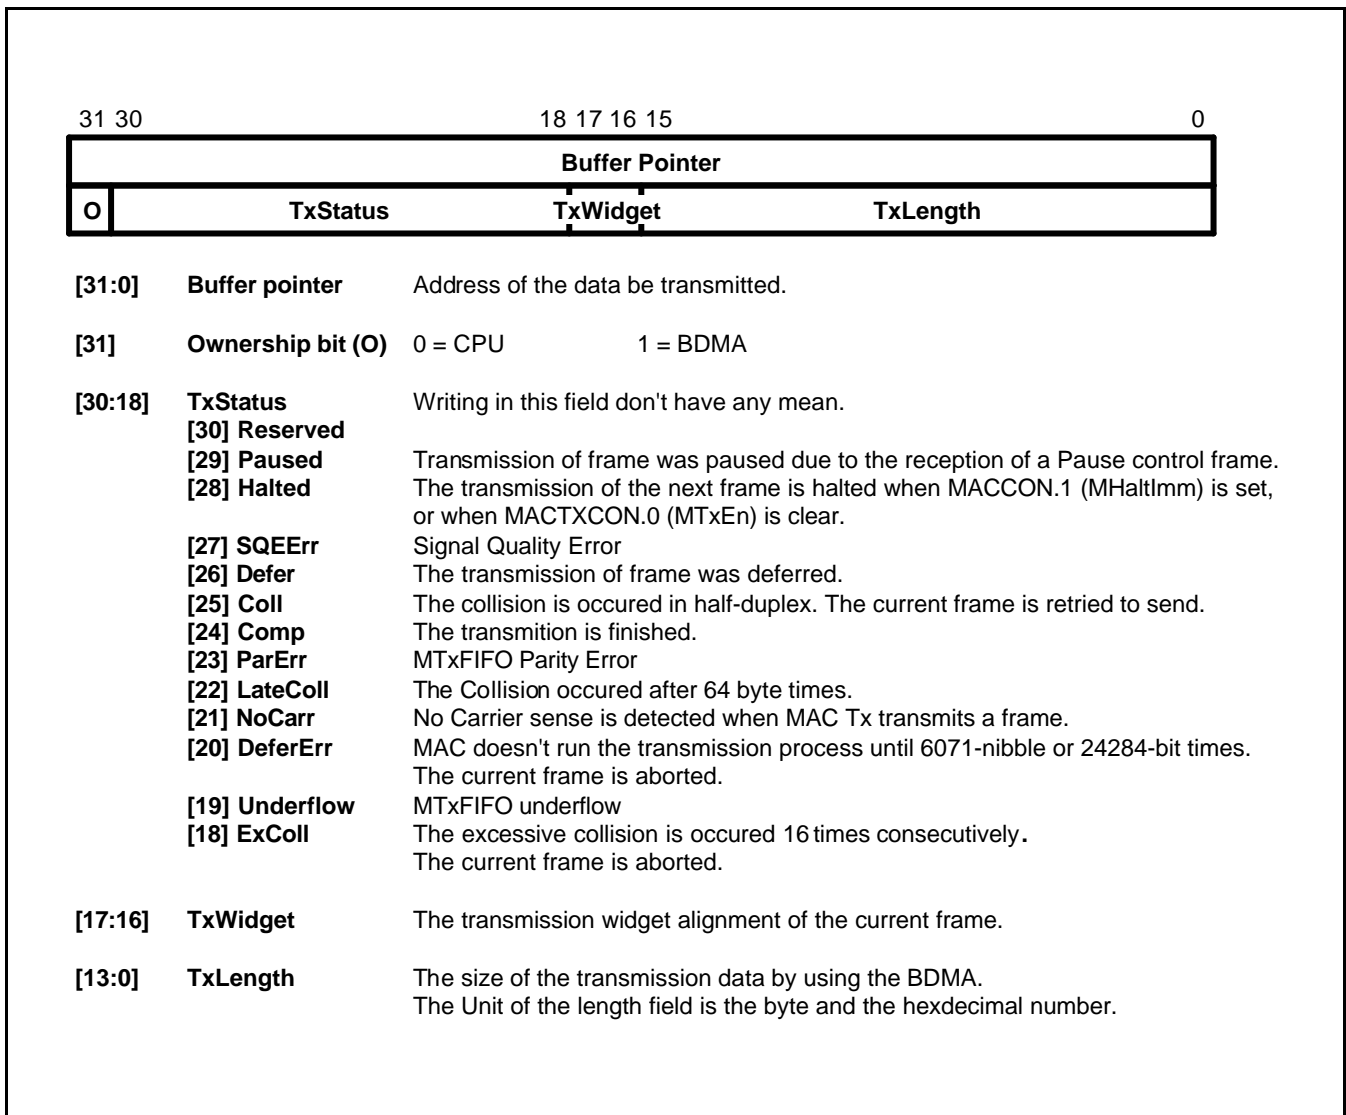 31 30 18 17 16 15 0
Buffer Pointer
O TxStatus TxWidget TxLength
[31:0] Buffer pointer Address of the data be transmitted.
[31] Ownership bit (O) 0 = CPU 1 = BDMA
[30:18] TxStatus Writing in this field don't have any mean.
[30] Reserved
[29] Paused Transmission of frame was paused due to the reception of a Pause control frame.
[28] Halted The transmission of the next frame is halted when MACCON.1 (MHaltImm) is set,
or when MACTXCON.0 (MTxEn) is clear.
[27] SQEErr Signal Quality Error
[26] Defer The transmission of frame was deferred.
[25] Coll The collision is occured in half-duplex. The current frame is retried to send.
[24] Comp The transmition is finished.
[23] ParErr MTxFIFO Parity Error
[22] LateColl The Collision occured after 64 byte times.
[21] NoCarr No Carrier sense is detected when MAC Tx transmits a frame.
[20] DeferErr MAC doesn't run the transmission process until 6071-nibble or 24284-bit times.
The current frame is aborted.
[19] Underflow MTxFIFO underflow
[18] ExColl The excessive collision is occured 16 times consecutively.
The current frame is aborted.
[17:16] TxWidget The transmission widget alignment of the current frame.
[13:0] TxLength The size of the transmission data by using the BDMA.
The Unit of the length field is the byte and the hexdecimal number.